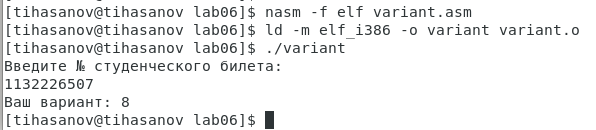 [tihasanov@tihasanov lab06]$ nasm -f elf variant.asm
[tihasanov@tihasanov lab06]$ ld -m elf_i386 -o variant variant.o
[tihasanov@tihasanov lab06]$ ./variant
Введите № студенческого билета:
1132226507
Ваш вариант: 8
[tihasanov@tihasanov lab06]$